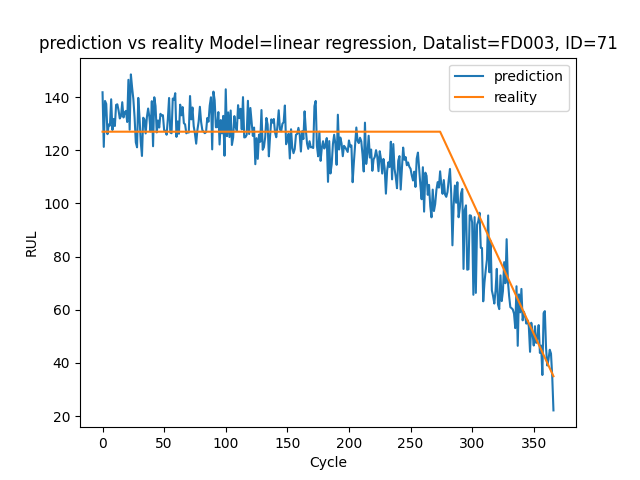 prediction vs reality Model=linear regression, Datalist=FD003, ID=71
prediction
reality
140
120
100
80
60
40
20
RUL
0 50 100 150 200 250 300 350
Cycle